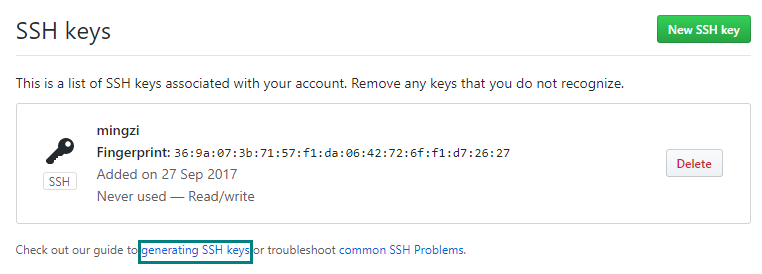 SSH keys
New SSH key
This is a list of SSH keys associated with your account. Remove any keys that you do not recognize.
mingzi
Fingerprint: 36:9a:07:3b:71:57:f1:da:06:42:72:6f:f1:d7:26:27
SSH
Added on 27 Sep 2017
Never used — Read/write
Delete
Check out our guide to generating SSH keys or troubleshoot common SSH Problems.